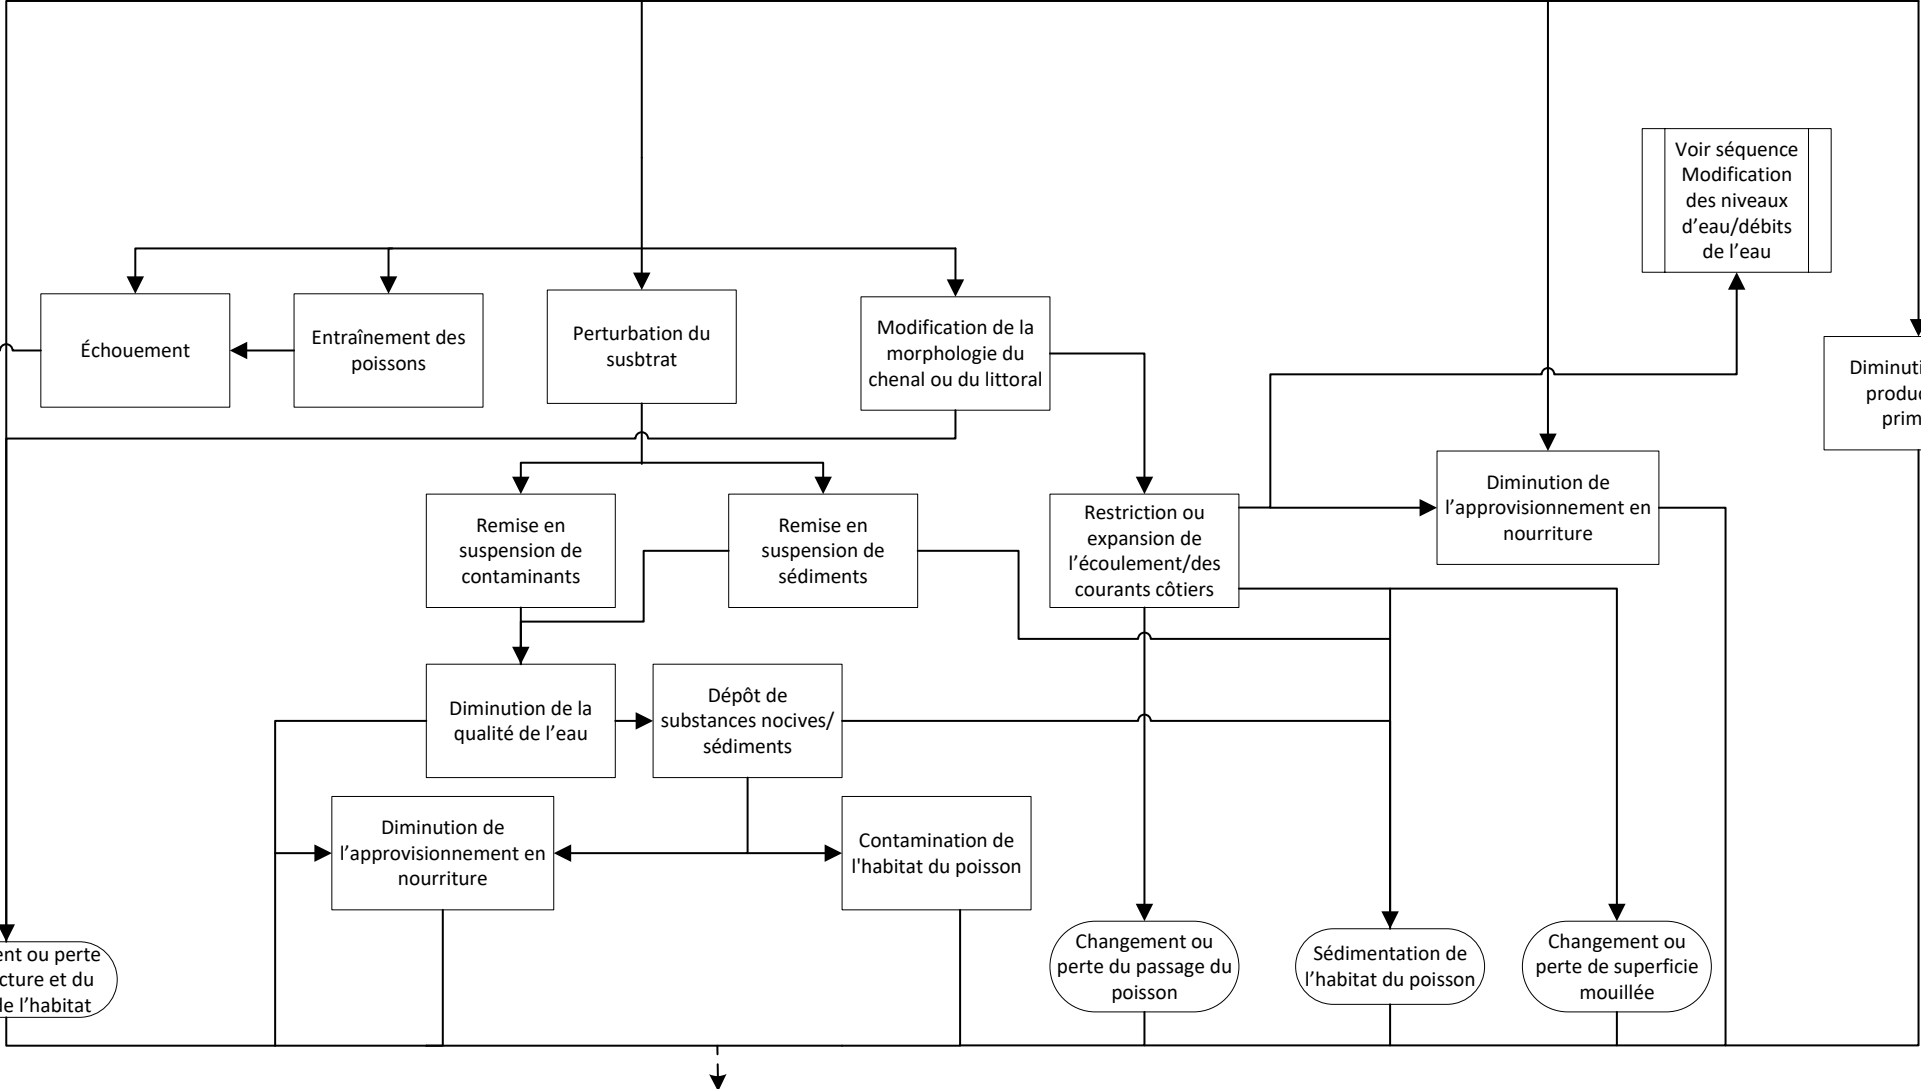 Voir séquence
Modification
des niveaux
d’eau/débits
de l’eau
Échouement
Entraînement des
poissons
Perturbation du
susbtrat
Modification de la
morphologie du
chenal ou du littoral
Diminuti
produc
prim
Remise en
suspension de
contaminants
Remise en
suspension de
sédiments
Restriction ou
expansion de
l’écoulement/des
courants côtiers
Diminution de
l’approvisionnement en
nourriture
Diminution de la
qualité de l’eau
Dépôt de
substances nocives/
sédiments
Diminution de
l’approvisionnement en
nourriture
Contamination de
l'habitat du poisson
ent ou perte
cture et du
de l’habitat
Changement ou
perte du passage du
poisson
Sédimentation de
l’habitat du poisson
Changement ou
perte de superficie
mouillée